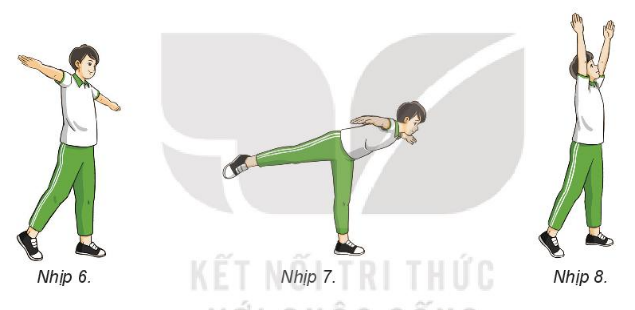 Nhịp 6.
Nhịp 7.
Nhịp 8.
KẾT NỐI TRI THỨC